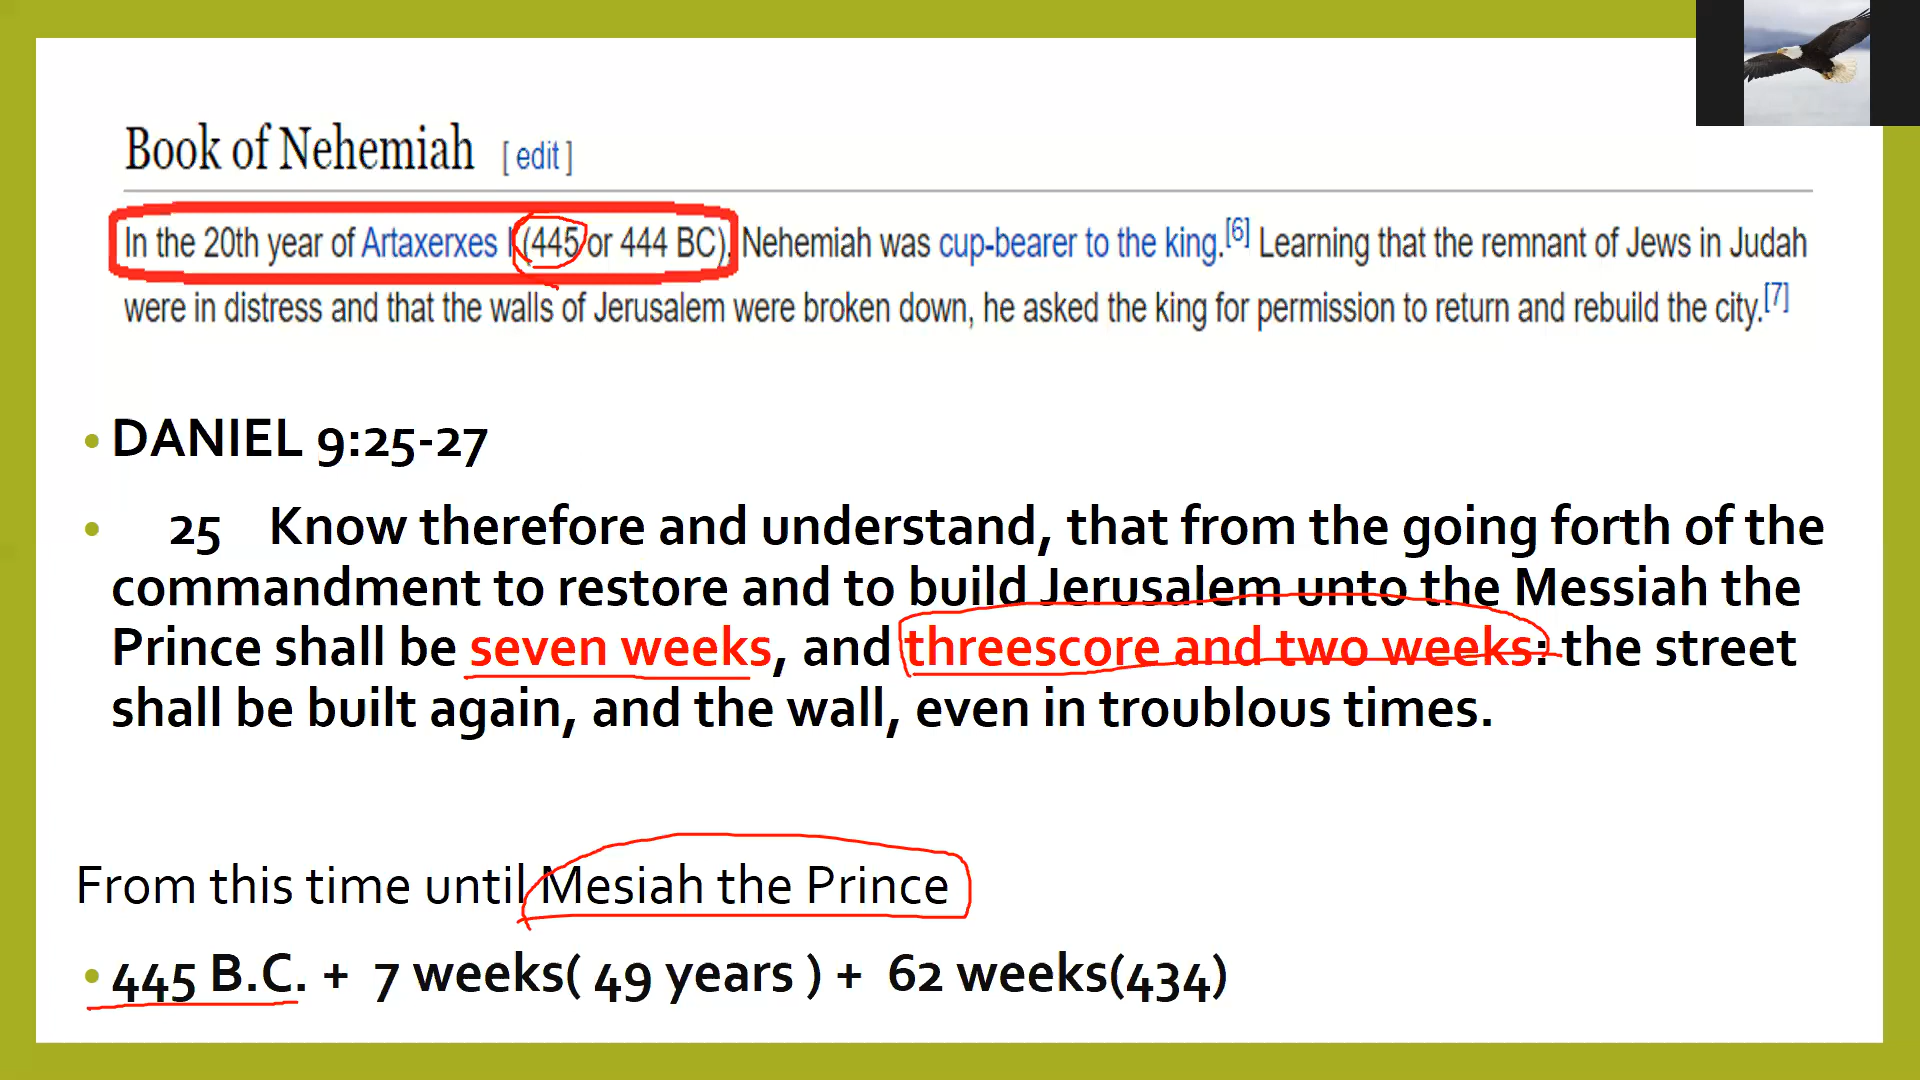 Book of Nehemiah [ edit ]
In the 20th year of Artaxerxes I (445 or 444 BC), Nehemiah was cup-bearer to the king.[6] Learning that the remnant of Jews in Judah
were in distress and that the walls of Jerusalem were broken down, he asked the king for permission to return and rebuild the city.[7]
• DANIEL 9:25-27
• 25 Know therefore and understand, that from the going forth of the
commandment to restore and to build Jerusalem unto the Messiah the
Prince shall be seven weeks, and threescore and two weeks: the street
shall be built again, and the wall, even in troublous times.
From this time until Mesiah the Prince
• 445 B.C. + 7 weeks( 49 years ) + 62 weeks(434)